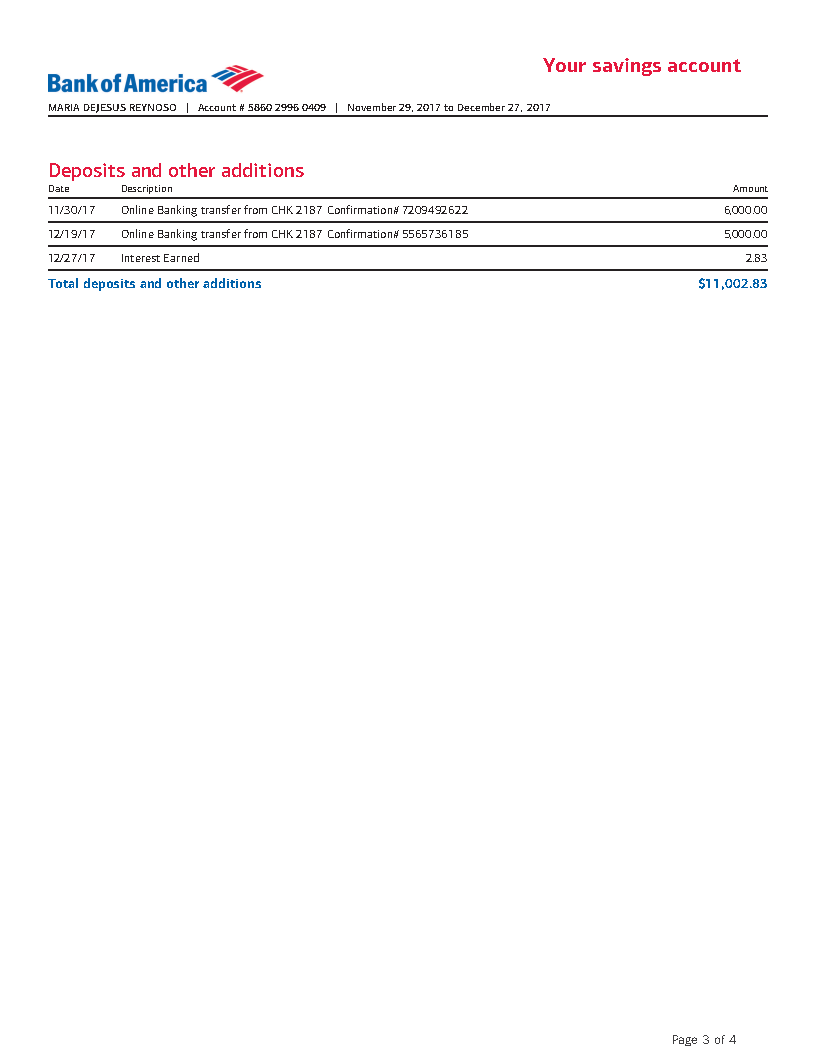 Your savings account
Bank of America
MARIA DEJESUS REYNOSO | Account # 5860 2996 0409 | November 29, 2017 to December 27, 2017
Deposits and other additions
Date Description Amount
11/30/17 Online Banking transfer from CHK 2187 Confirmation# 7209492622 6,000.00
12/19/17 Online Banking transfer from CHK 2187 Confirmation# 5565736185 5,000.00
12/27/17 Interest Earned 2.83
Total deposits and other additions $11,002.83
Page 3 of 4